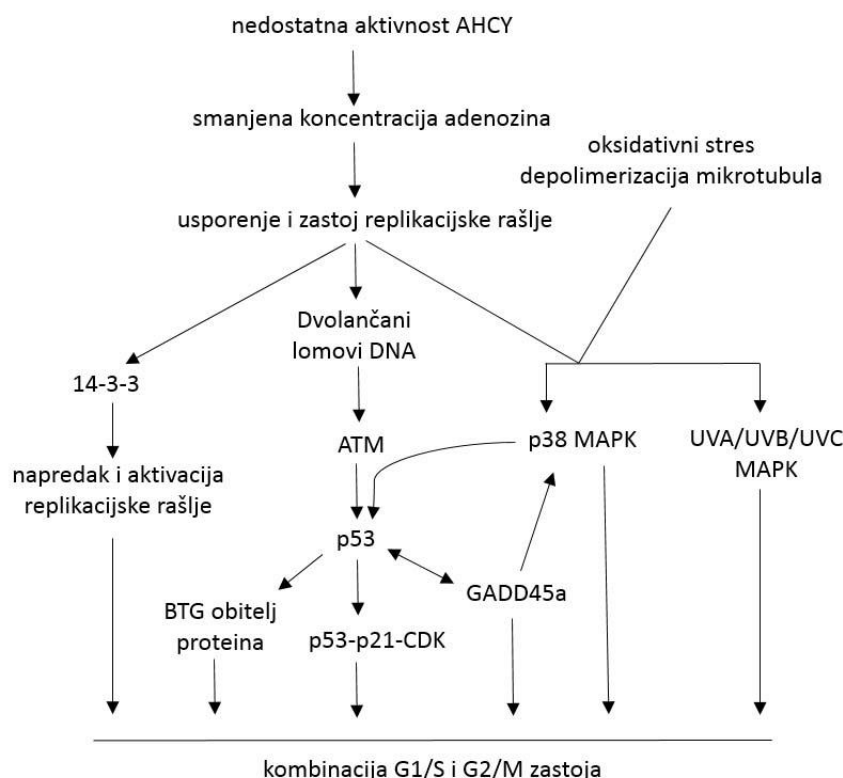 nedostatna aktivnost AHCY
smanjena koncentracija adenozina
oksidativni stres
depolimerizacija mikrotubula
usporenje i zastoj replikacijske rašlje
Dvolančani
lomovi DNA
14-3-3
ATM
p38 MAPK
UVA/UVB/UVC
MAPK
napredak i aktivacija
replikacijske rašlje
p53
GADD45a
BTG obitelj
proteina
p53-p21-CDK
kombinacija G1/S i G2/M zastoja